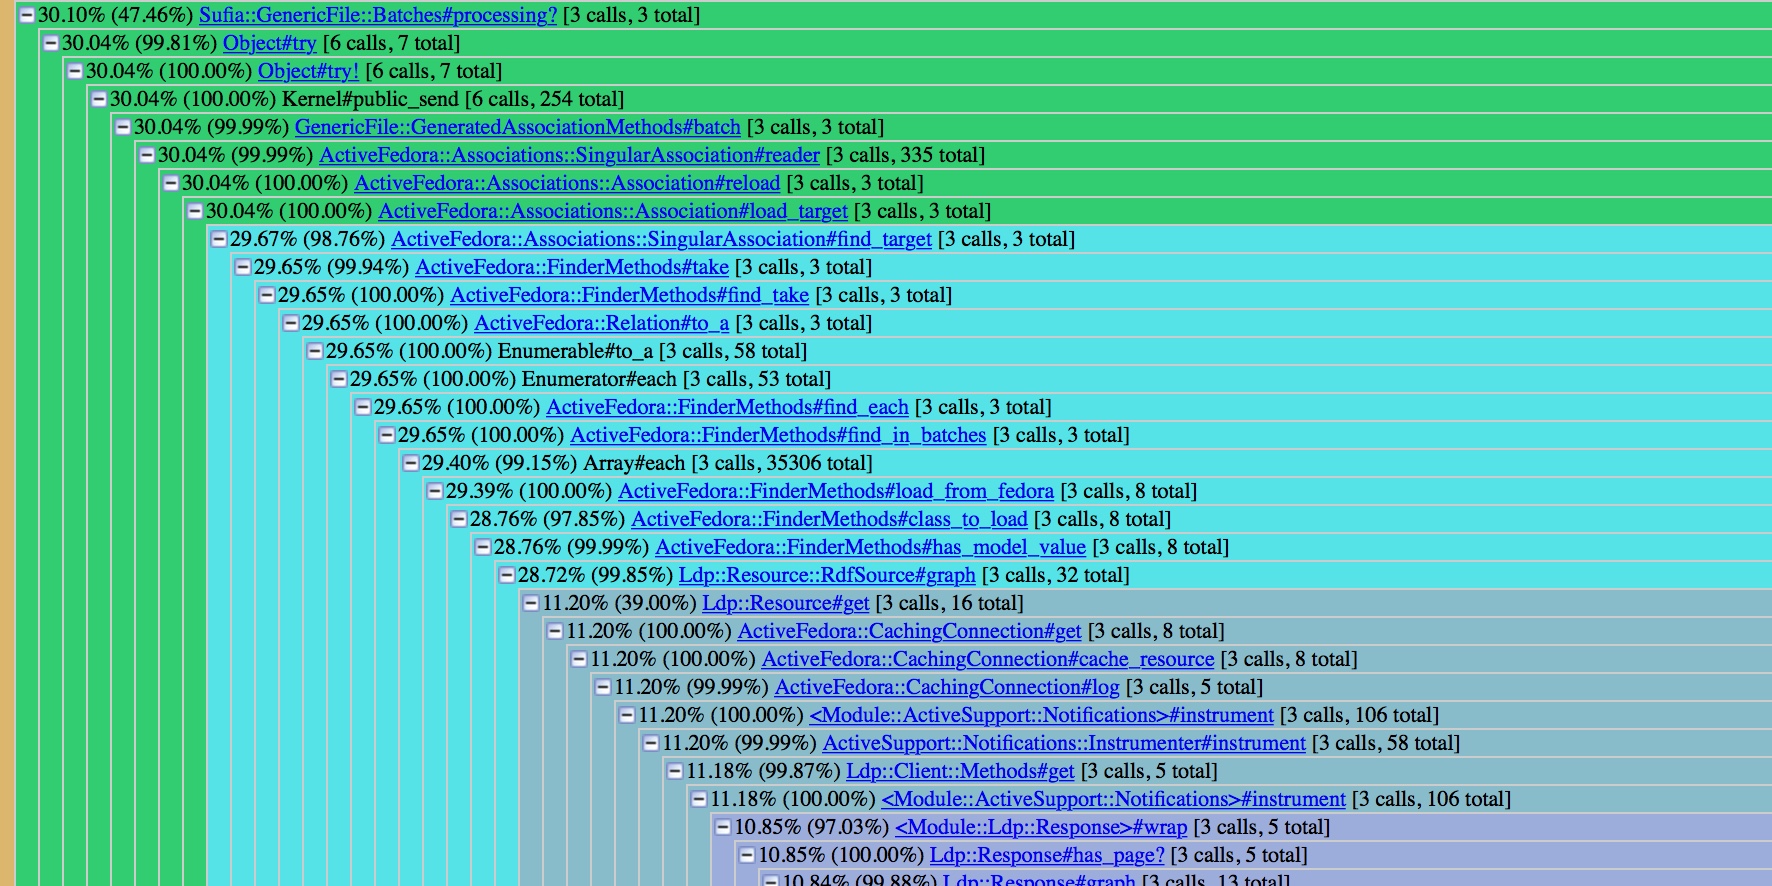 30.10% (47.46%) Sufia::GenericFile::Batches#processing? [3 calls, 3 total]
30.04% (99.81%) Object#try [6 calls, 7 total]
30.04% (100.00%) Object#try! [6 calls, 7 total]
30.04% (100.00%) Kernel#public_send [6 calls, 254 total]
30.04% (99.99%) GenericFile::GeneratedAssociationMethods#batch [3 calls, 3 total]
30.04% (99.99%) ActiveFedora::Associations::SingularAssociation#reader [3 calls, 335 total]
30.04% (100.00%) ActiveFedora::Associations::Association#reload [3 calls, 3 total]
30.04% (100.00%) ActiveFedora::Associations::Association#load_target [3 calls, 3 total]
29.67% (98.76%) ActiveFedora::Associations::SingularAssociation#find_target [3 calls, 3 total]
29.65% (99.94%) ActiveFedora::FinderMethods#take [3 calls, 3 total]
29.65% (100.00%) ActiveFedora::FinderMethods#find_take [3 calls, 3 total]
29.65% (100.00%) ActiveFedora::Relation#to_a [3 calls, 3 total]
29.65% (100.00%) Enumerable#to_a [3 calls, 58 total]
29.65% (100.00%) Enumerator#each [3 calls, 53 total]
29.65% (100.00%) ActiveFedora::FinderMethods#find_each [3 calls, 3 total]
29.65% (100.00%) ActiveFedora::FinderMethods#find_in_batches [3 calls, 3 total]
29.40% (99.15%) Array#each [3 calls, 35306 total]
29.39% (100.00%) ActiveFedora::FinderMethods#load_from_fedora [3 calls, 8 total]
28.76% (97.85%) ActiveFedora::FinderMethods#class_to_load [3 calls, 8 total]
28.76% (99.99%) ActiveFedora::FinderMethods#has_model_value [3 calls, 8 total]
28.72% (99.85%) Ldp::Resource::RdfSource#graph [3 calls, 32 total]
11.20% (39.00%) Ldp::Resource#get [3 calls, 16 total]
11.20% (100.00%) ActiveFedora::CachingConnection#get [3 calls, 8 total]
11.20% (100.00%) ActiveFedora::CachingConnection#cache_resource [3 calls, 8 total]
11.20% (99.99%) ActiveFedora::CachingConnection#log [3 calls, 5 total]
11.20% (100.00%) <Module::ActiveSupport::Notifications>#instrument [3 calls, 106 total]
11.20% (99.99%) ActiveSupport::Notifications::Instrumenter#instrument [3 calls, 58 total]
11.18% (99.87%) Ldp::Client::Methods#get [3 calls, 5 total]
11.18% (100.00%) <Module::ActiveSupport::Notifications>#instrument [3 calls, 106 total]
10.85% (97.03%) <Module::Ldp::Response>#wrap [3 calls, 5 total]
10.85% (100.00%) Ldp::Response#has_page? [3 calls, 5 total]
10.84% (99.88%) Ldp::Response#graph [3 calls, 13 total]